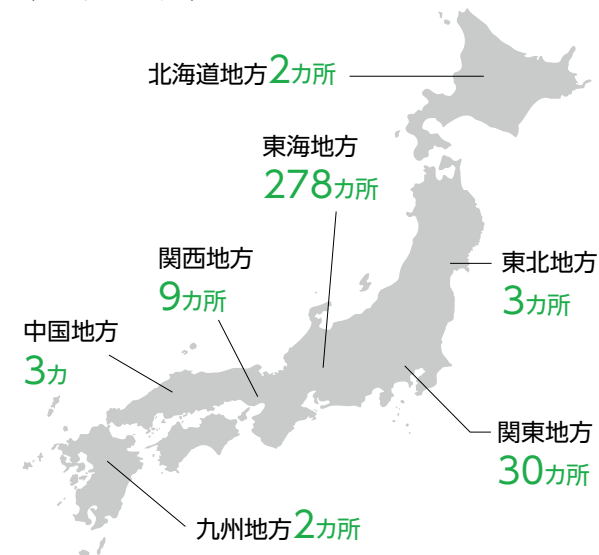 北海道地方2カ所
東海地方
278カ所
関西地方
9カ所
東北地方
3カ所
中国地方
3カ
関東地方
30カ所
九州地方2カ所